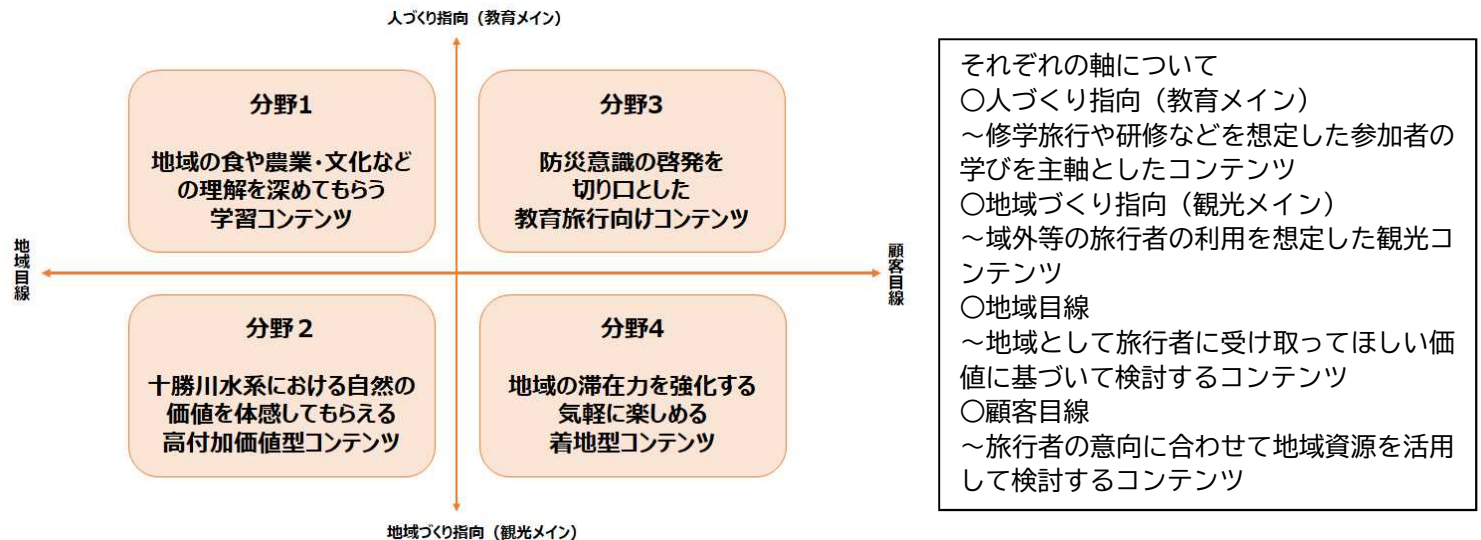 人づくり指向（教育メイン）
分野1
地域の食や農業・文化など
の理解を深めてもらう
学習コンテンツ
分野3
防災意識の啓発を
切り口とした
教育旅行向けコンテンツ
地域目線
顧客目線
分野２
十勝川水系における自然の
価値を体感してもらえる
高付加価値型コンテンツ
分野4
地域の滞在力を強化する
気軽に楽しめる
着地型コンテンツ
地域づくり指向（観光メイン）
それぞれの軸について
〇人づくり指向（教育メイン）
～修学旅行や研修などを想定した参加者の
学びを主軸としたコンテンツ
〇地域づくり指向（観光メイン）
～域外等の旅行者の利用を想定した観光コ
ンテンツ
〇地域目線
～地域として旅行者に受け取ってほしい価
値に基づいて検討するコンテンツ
〇顧客目線
～旅行者の意向に合わせて地域資源を活用
して検討するコンテンツ